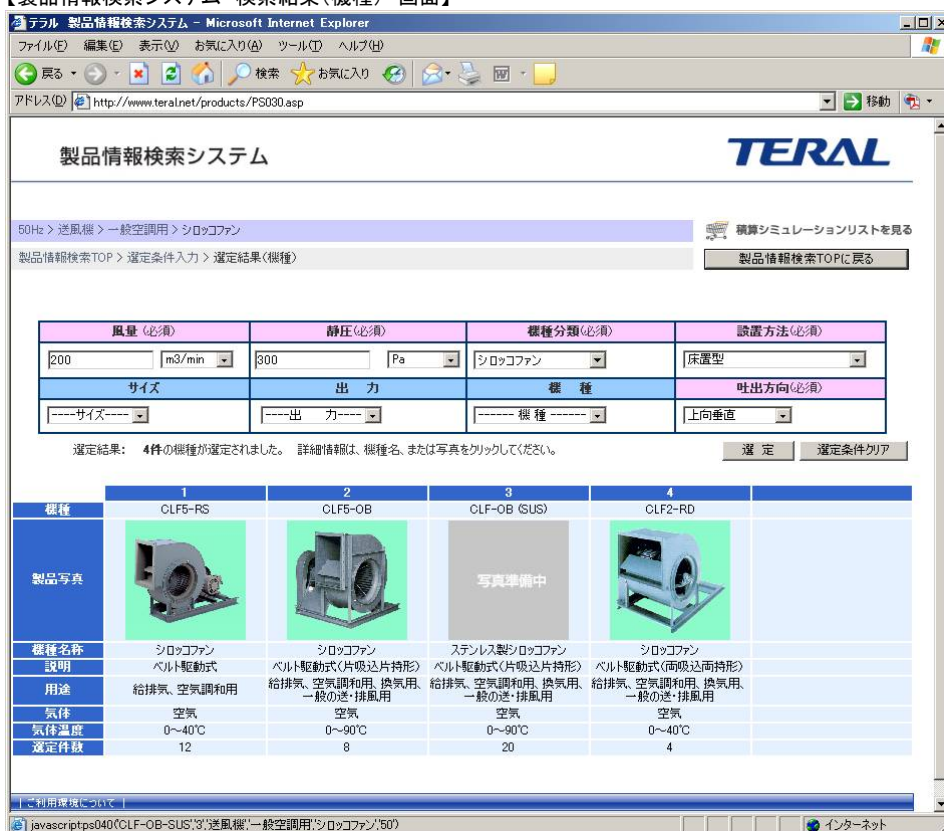 【製品情報検索システム 検索結果(機種) 画面】
テラル 製品情報検索システム - Microsoft Internet Explorer
ファイル(F) 編集(E) 表示(V) お気に入り(A) ツール(T) ヘルプ(H)
戻る 検索 お気に入り
アドレス(D) http://www.teral.net/products/PS030.asp 移動
製品情報検索システム TERAL
50Hz > 送風機 > 一般空調用 > シロッコファン 積算シミュレーションリストを見る
製品情報検索TOP > 選定条件入力 > 選定結果(機種) 製品情報検索TOPに戻る
風量(必須) 静圧(必須) 機種分類(必須) 設置方法(必須)
200 m3/min 300 Pa シロッコファン 床置型
サイズ 出 力 機 種 吐出方向(必須)
----サイズ---- ----出 力---- ------ 機 種 ------ 上向垂直
選定結果: 4件の機種が選定されました。 詳細情報は、機種名、または写真をクリックしてください。 選 定 選定条件クリア
1 2 3 4
機種 CLF5-RS CLF5-OB CLF-OB (SUS) CLF2-RD
製品写真 写真準備中
機種名称 シロッコファン シロッコファン ステンレス製シロッコファン シロッコファン
説明 ベルト駆動式 ベルト駆動式(片吸込片持形) ベルト駆動式(片吸込片持形) ベルト駆動式(両吸込両持形)
用途 給排気、空気調和用 給排気、空気調和用、換気用、一般の送・排風用 給排気、空気調和用、換気用、一般の送・排風用 給排気、空気調和用、換気用、一般の送・排風用
気体 空気 空気 空気 空気
気体温度 0~40℃ 0~90℃ 0~90℃ 0~40℃
選定件数 12 8 20 4
| ご利用環境について |
javascript:ps040('CLF-OB-SUS','3','送風機','一般空調用','シロッコファン','50') インターネット